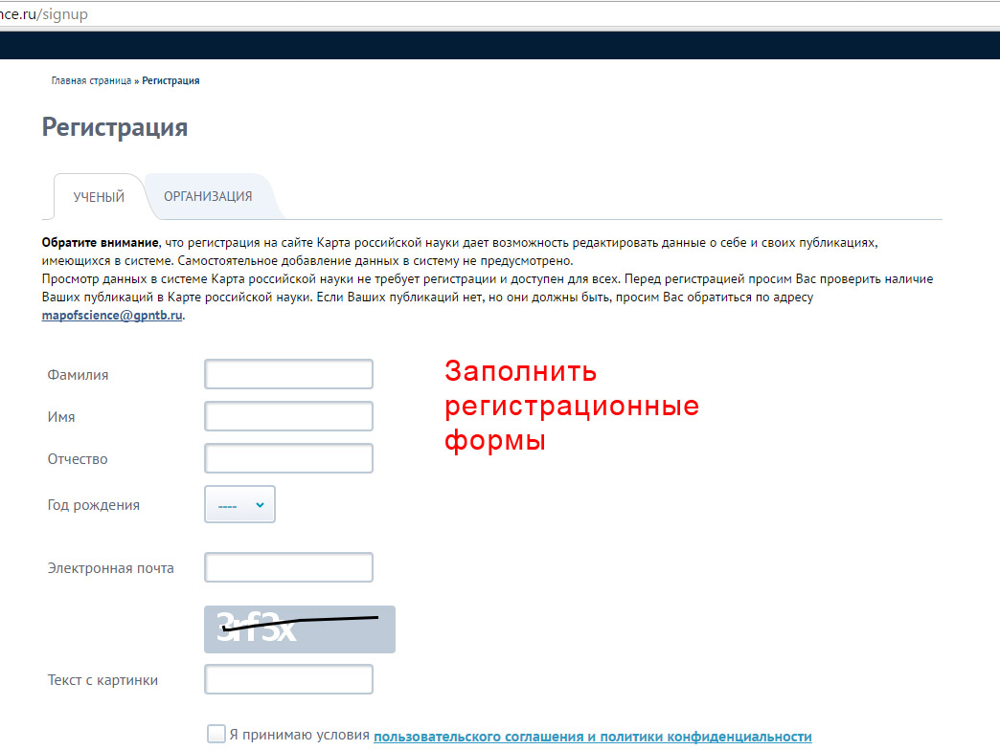 nce.ru/signup
Главная страница » Регистрация
Регистрация
УЧЕНЫЙ ОРГАНИЗАЦИЯ
Обратите внимание, что регистрация на сайте Карта российской науки дает возможность редактировать данные о себе и своих публикациях,
имеющихся в системе. Самостоятельное добавление данных в систему не предусмотрено.
Просмотр данных в системе Карта российской науки не требует регистрации и доступен для всех. Перед регистрацией просим Вас проверить наличие
Ваших публикаций в Карте российской науки. Если Ваших публикаций нет, но они должны быть, просим Вас обратиться по адресу
mapofscience@gpntb.ru.
Фамилия
Заполнить
регистрационные
формы
Имя
Отчество
Год рождения ----
Электронная почта
3rf3x
Текст с картинки
Я принимаю условия пользовательского соглашения и политики конфиденциальности